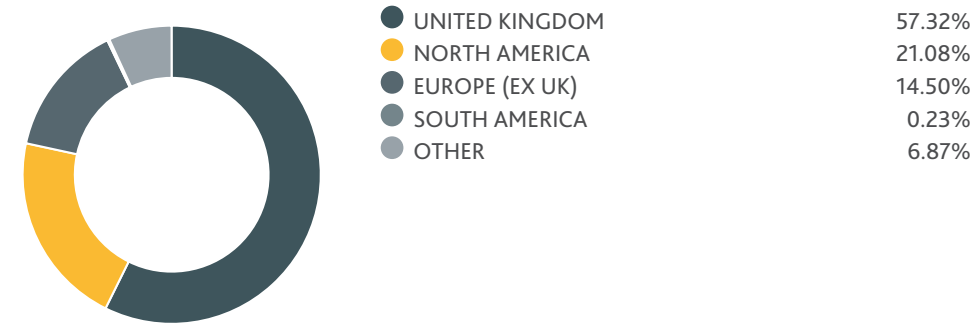 UNITED KINGDOM 57.32%
NORTH AMERICA 21.08%
EUROPE (EX UK) 14.50%
SOUTH AMERICA 0.23%
OTHER 6.87%